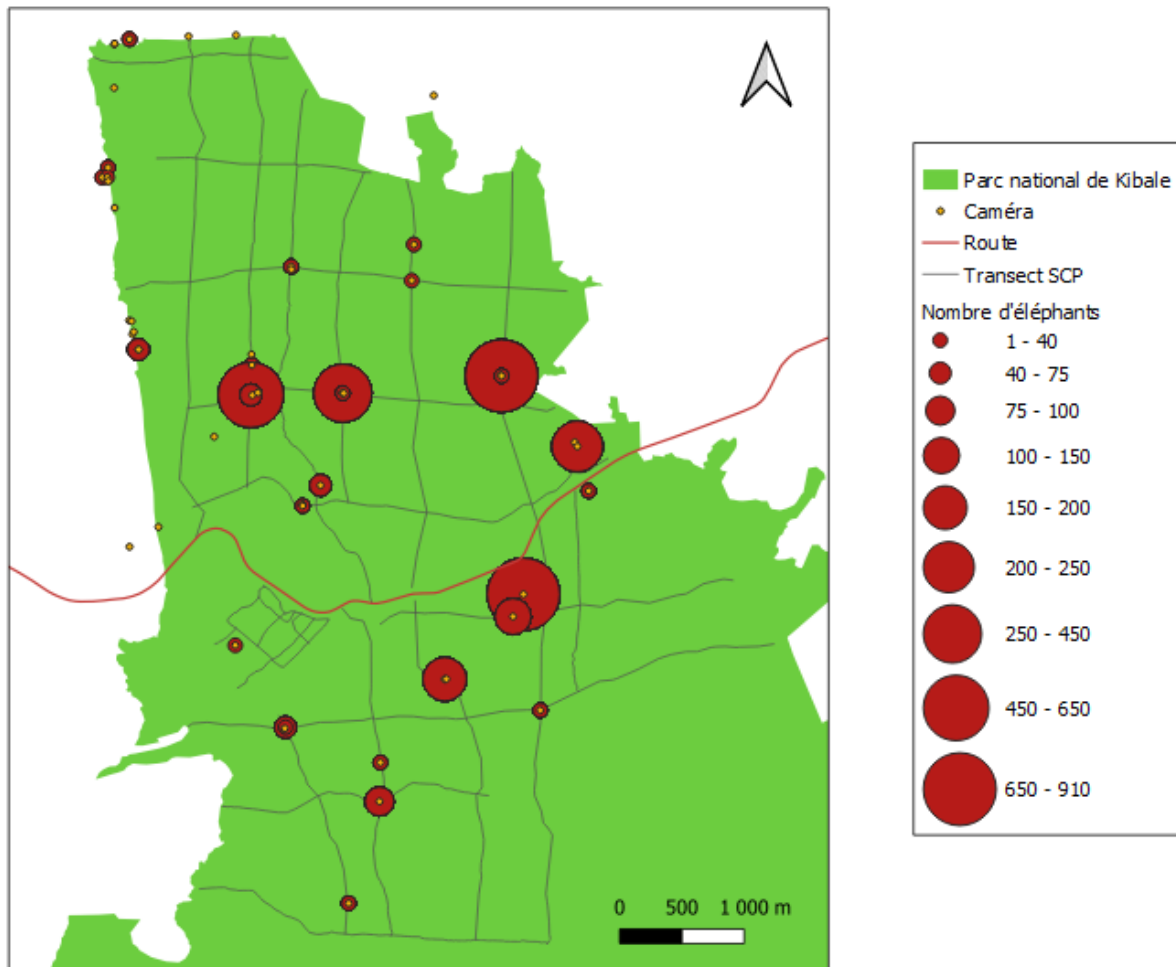 Parc national de Kibale
Caméra
Route
Transect SCP
Nombre d'éléphants
1 - 40
40 - 75
75 - 100
100 - 150
150 - 200
200 - 250
250 - 450
450 - 650
650 - 910
0 500 1 000 m